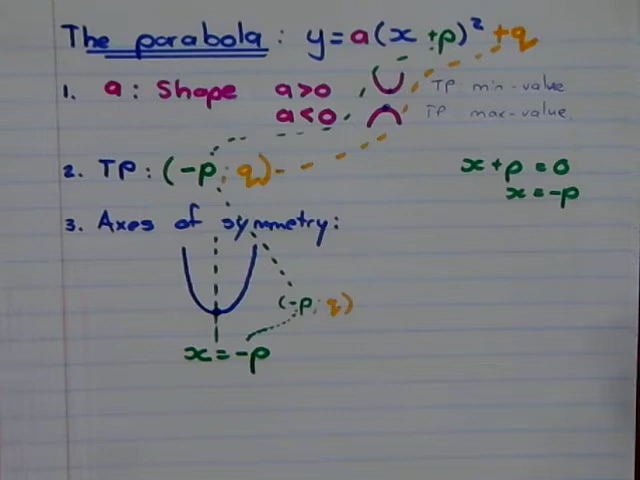 The parabola: y = a(x + p)² + q
1. a: Shape a > 0 TP min-value
a < 0 TP max-value.
2. TP: (-p; q)
x + p = 0
x = -p
3. Axes of symmetry:
(-p; q)
x = -p